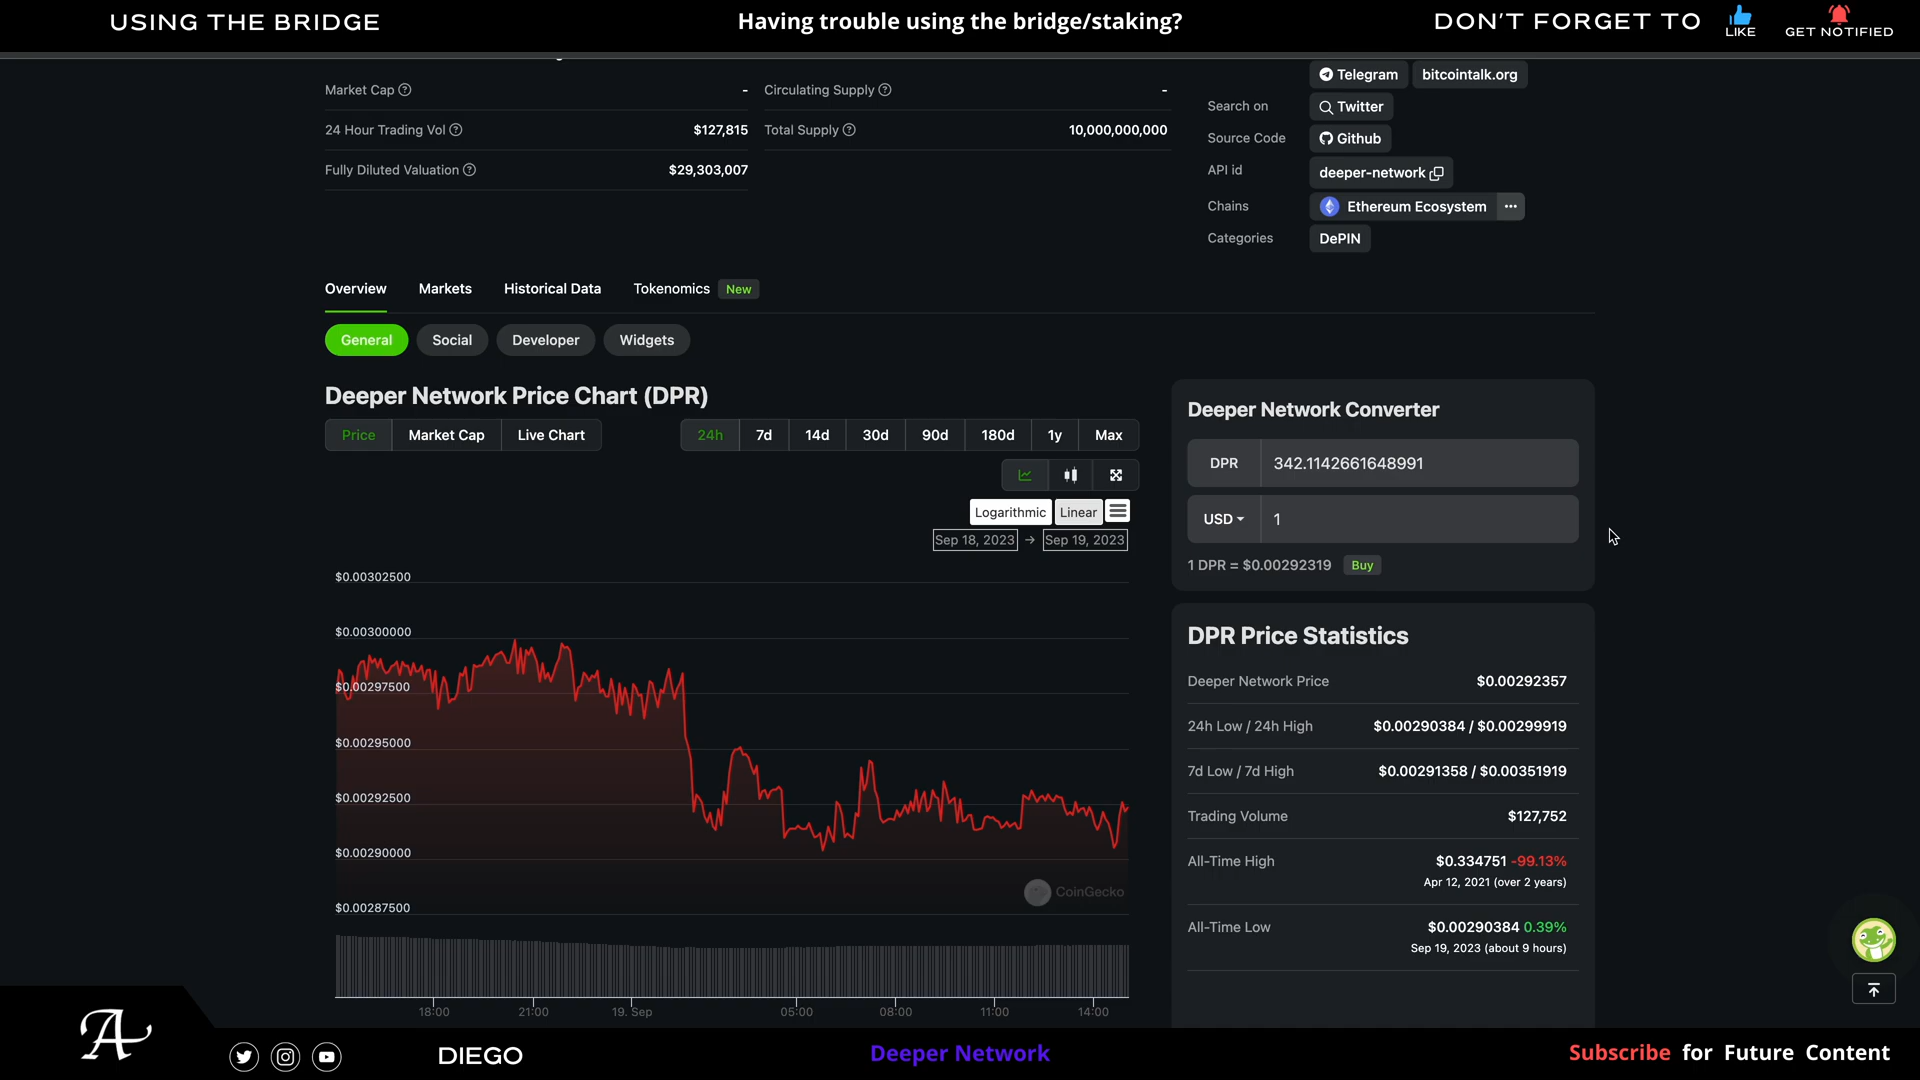 USING THE BRIDGE
Having trouble using the bridge/staking?
DON'T FORGET TO
LIKE
GET NOTIFIED
Telegram
bitcointalk.org
Market Cap
-
Circulating Supply
-
Search on
Twitter
24 Hour Trading Vol
$127,815
Total Supply
10,000,000,000
Source Code
Github
Fully Diluted Valuation
$29,303,007
API id
deeper-network
Chains
Ethereum Ecosystem
Categories
DePIN
Overview
Markets
Historical Data
Tokenomics
New
General
Social
Developer
Widgets
Deeper Network Price Chart (DPR)
Price
Market Cap
Live Chart
24h
7d
14d
30d
90d
180d
1y
Max
Logarithmic
Linear
Sep 18, 2023 → Sep 19, 2023
$0.00302500
$0.00300000
$0.00297500
$0.00295000
$0.00292500
$0.00290000
$0.00287500
CoinGecko
18:00
21:00
19. Sep
05:00
08:00
11:00
14:00
Deeper Network Converter
DPR
342.1142661648991
USD
1
1 DPR = $0.00292319
Buy
DPR Price Statistics
Deeper Network Price
$0.00292357
24h Low / 24h High
$0.00290384 / $0.00299919
7d Low / 7d High
$0.00291358 / $0.00351919
Trading Volume
$127,752
All-Time High
$0.334751 -99.13%
Apr 12, 2021 (over 2 years)
All-Time Low
$0.00290384 0.39%
Sep 19, 2023 (about 9 hours)
A
DIEGO
Deeper Network
Subscribe for Future Content